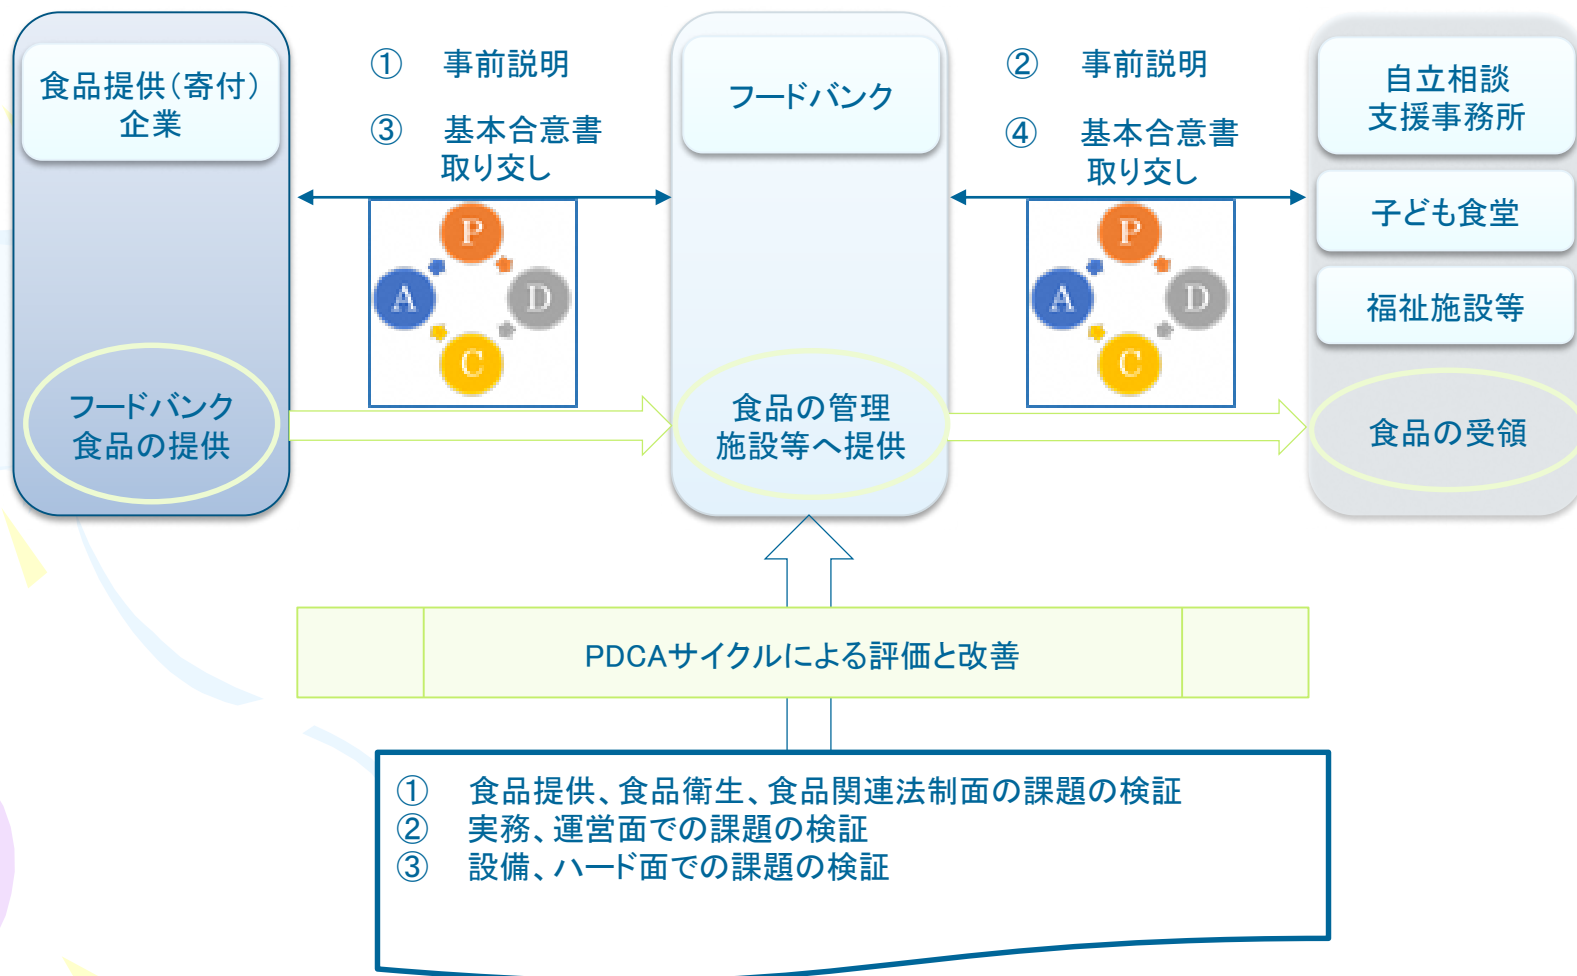 食品提供(寄付)
企業
① 事前説明
③ 基本合意書
取り交し
フードバンク
② 事前説明
④ 基本合意書
取り交し
自立相談
支援事務所
子ども食堂
福祉施設等
P
A
D
C
P
A
D
C
フードバンク
食品の提供
食品の管理
施設等へ提供
食品の受領
PDCAサイクルによる評価と改善
① 食品提供、食品衛生、食品関連法制面の課題の検証
② 実務、運営面での課題の検証
③ 設備、ハード面での課題の検証